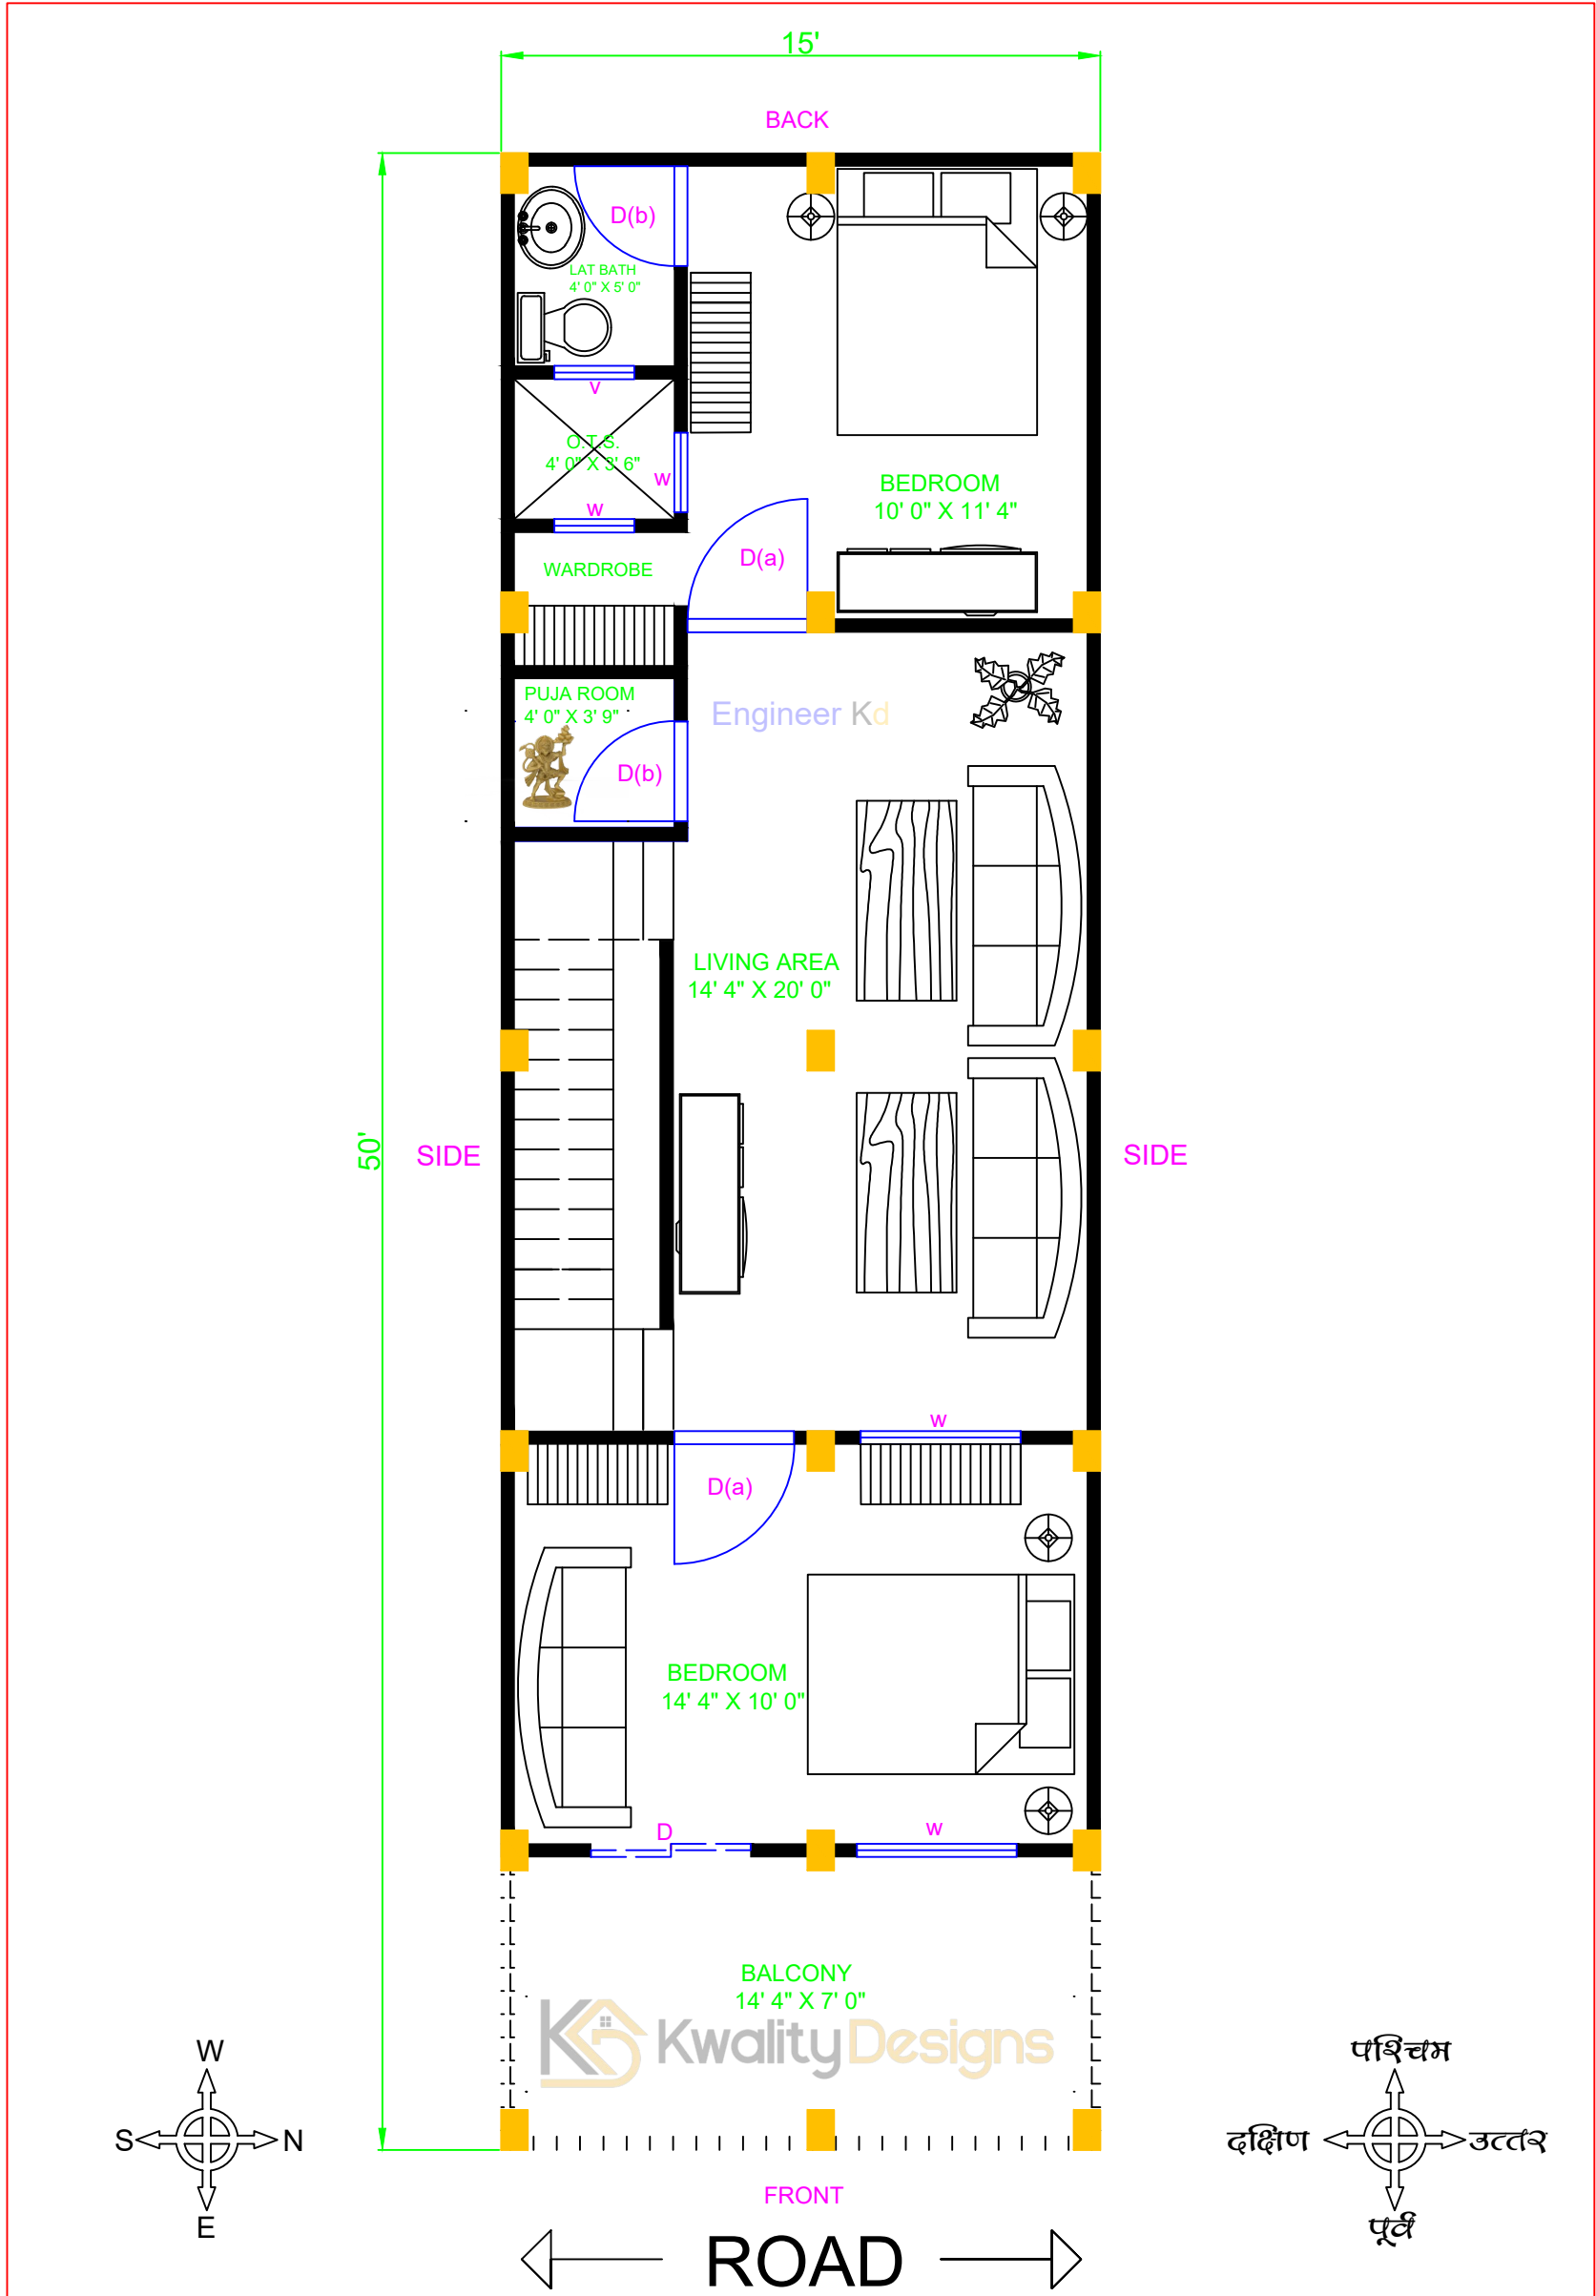 15'
BACK
D(b)
LAT BATH
4' 0" X 5' 0"
v
O.T.S.
4' 0" X 3' 6"
w
w
BEDROOM
10' 0" X 11' 4"
D(a)
WARDROBE
PUJA ROOM
4' 0" X 3' 9"
Engineer Kd
D(b)
LIVING AREA
14' 4" X 20' 0"
50'
SIDE
SIDE
w
D(a)
BEDROOM
14' 4" X 10' 0"
D
w
BALCONY
14' 4" X 7' 0"
KwalityDesigns
W
S
N
E
पश्चिम
दक्षिण
उत्तर
पूर्व
FRONT
ROAD